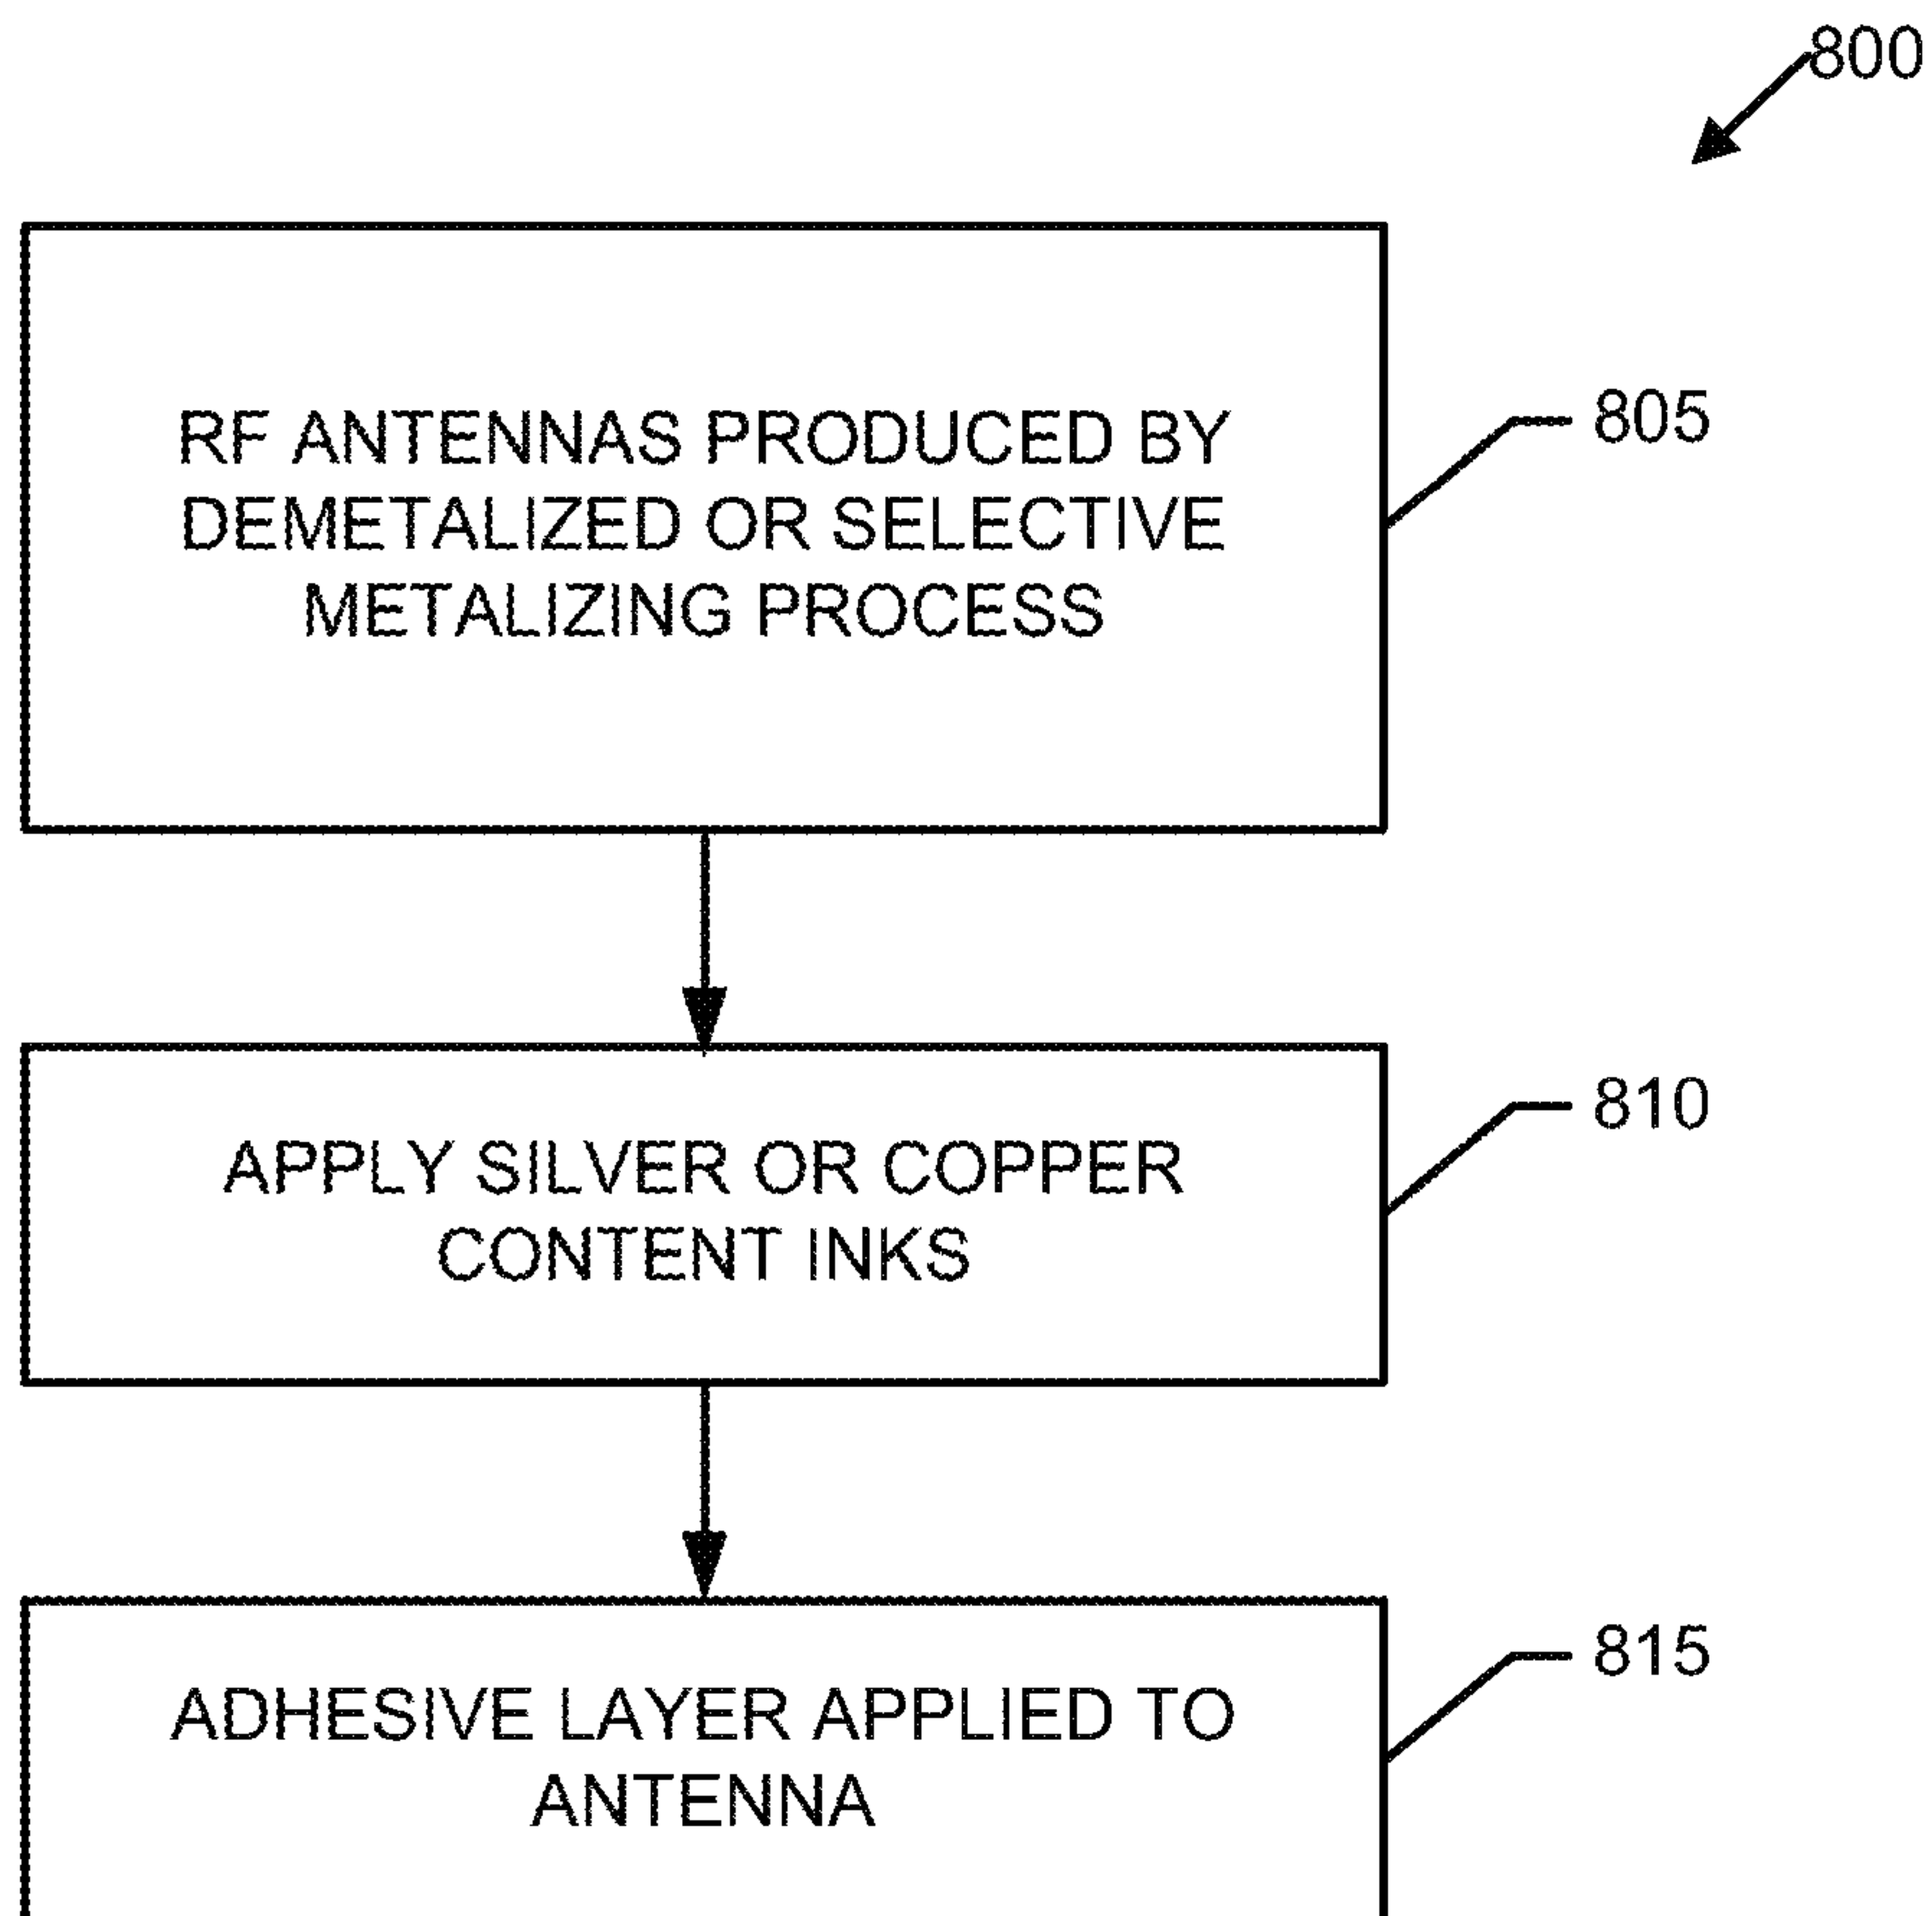 800
RF ANTENNAS PRODUCED BY
DEMETALIZED OR SELECTIVE
METALIZING PROCESS
805
APPLY SILVER OR COPPER
CONTENT INKS
810
ADHESIVE LAYER APPLIED TO
ANTENNA
815